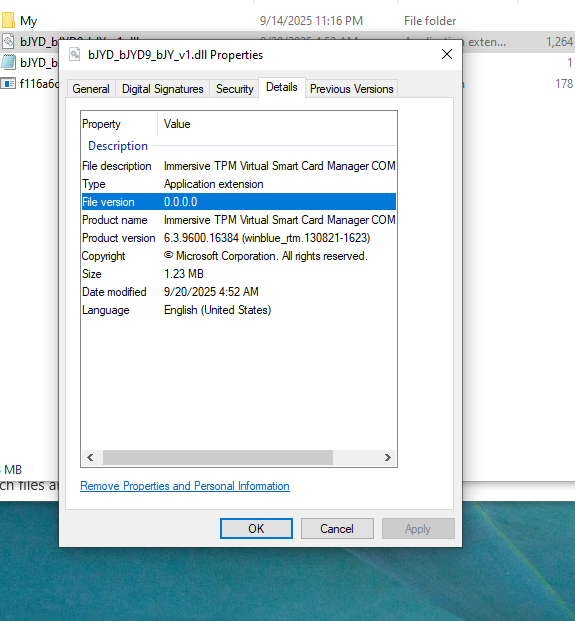 My 9/14/2025 11:16 PM File folder
1,264
bJYD_b 1
f116a6c 178
bJYD_bJYD9_bJY_v1.dll Properties
General Digital Signatures Security Details Previous Versions
Property Value
Description
File description Immersive TPM Virtual Smart Card Manager COM
Type Application extension
File version 0.0.0.0
Product name Immersive TPM Virtual Smart Card Manager COM
Product version 6.3.9600.16384 (winblue_rtm.130821-1623)
Copyright © Microsoft Corporation. All rights reserved.
Size 1.23 MB
Date modified 9/20/2025 4:52 AM
Language English (United States)
MB
Remove Properties and Personal Information
ch files a
OK Cancel Apply